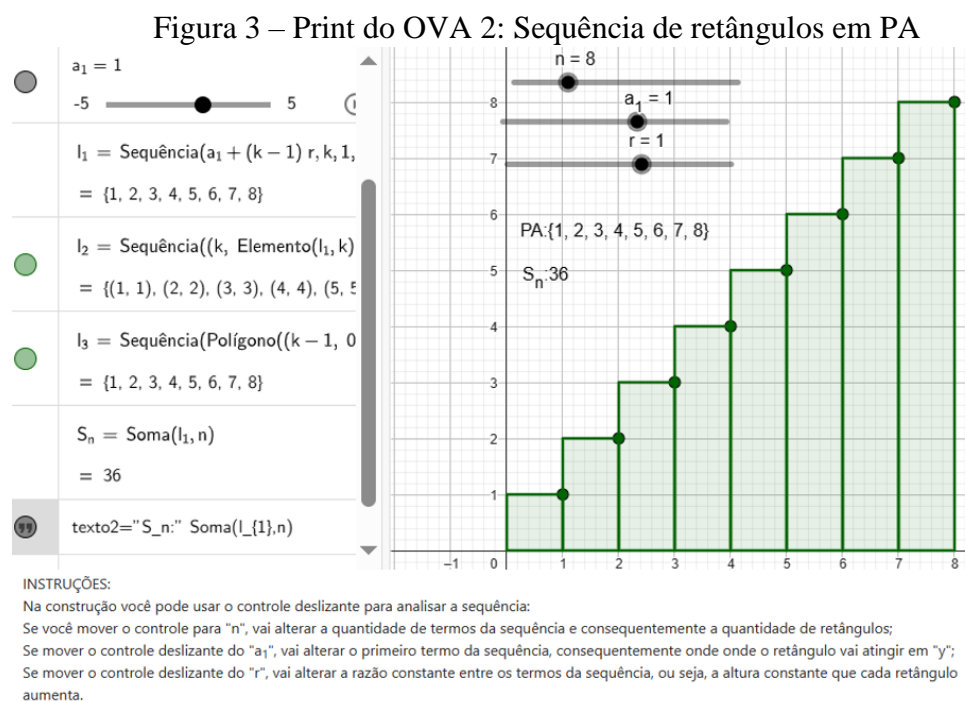 Figura 3 – Print do OVA 2: Sequência de retângulos em PA
a₁ = 1
-5 5
l₁ = Sequência(a₁ + (k − 1) r, k, 1,
= {1, 2, 3, 4, 5, 6, 7, 8}
l₂ = Sequência((k, Elemento(l₁, k)
= {(1, 1), (2, 2), (3, 3), (4, 4), (5, 5
l₃ = Sequência(Polígono((k − 1, 0
= {1, 2, 3, 4, 5, 6, 7, 8}
Sₙ = Soma(l₁, n)
= 36
texto2="S_n:" Soma(l_{1},n)
n = 8
a₁ = 1
r = 1
PA:{1, 2, 3, 4, 5, 6, 7, 8}
Sₙ:36
8
7
6
5
4
3
2
1
−1 0 1 2 3 4 5 6 7 8
INSTRUÇÕES:
Na construção você pode usar o controle deslizante para analisar a sequência:
Se você mover o controle para "n", vai alterar a quantidade de termos da sequência e consequentemente a quantidade de retângulos;
Se mover o controle deslizante do "a₁", vai alterar o primeiro termo da sequência, consequentemente onde onde o retângulo vai atingir em "y";
Se mover o controle deslizante do "r", vai alterar a razão constante entre os termos da sequência, ou seja, a altura constante que cada retângulo
aumenta.